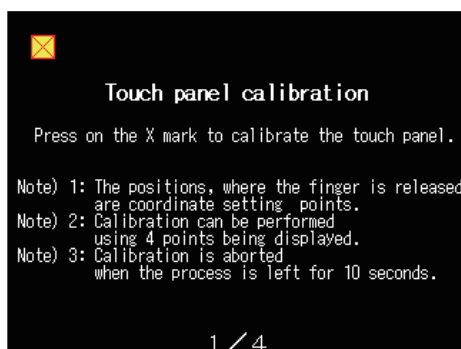 Touch panel calibration
Press on the X mark to calibrate the touch panel.
Note) 1: The positions, where the finger is released
are coordinate setting points.
Note) 2: Calibration can be performed
using 4 points being displayed.
Note) 3: Calibration is aborted
when the process is left for 10 seconds.
1/4